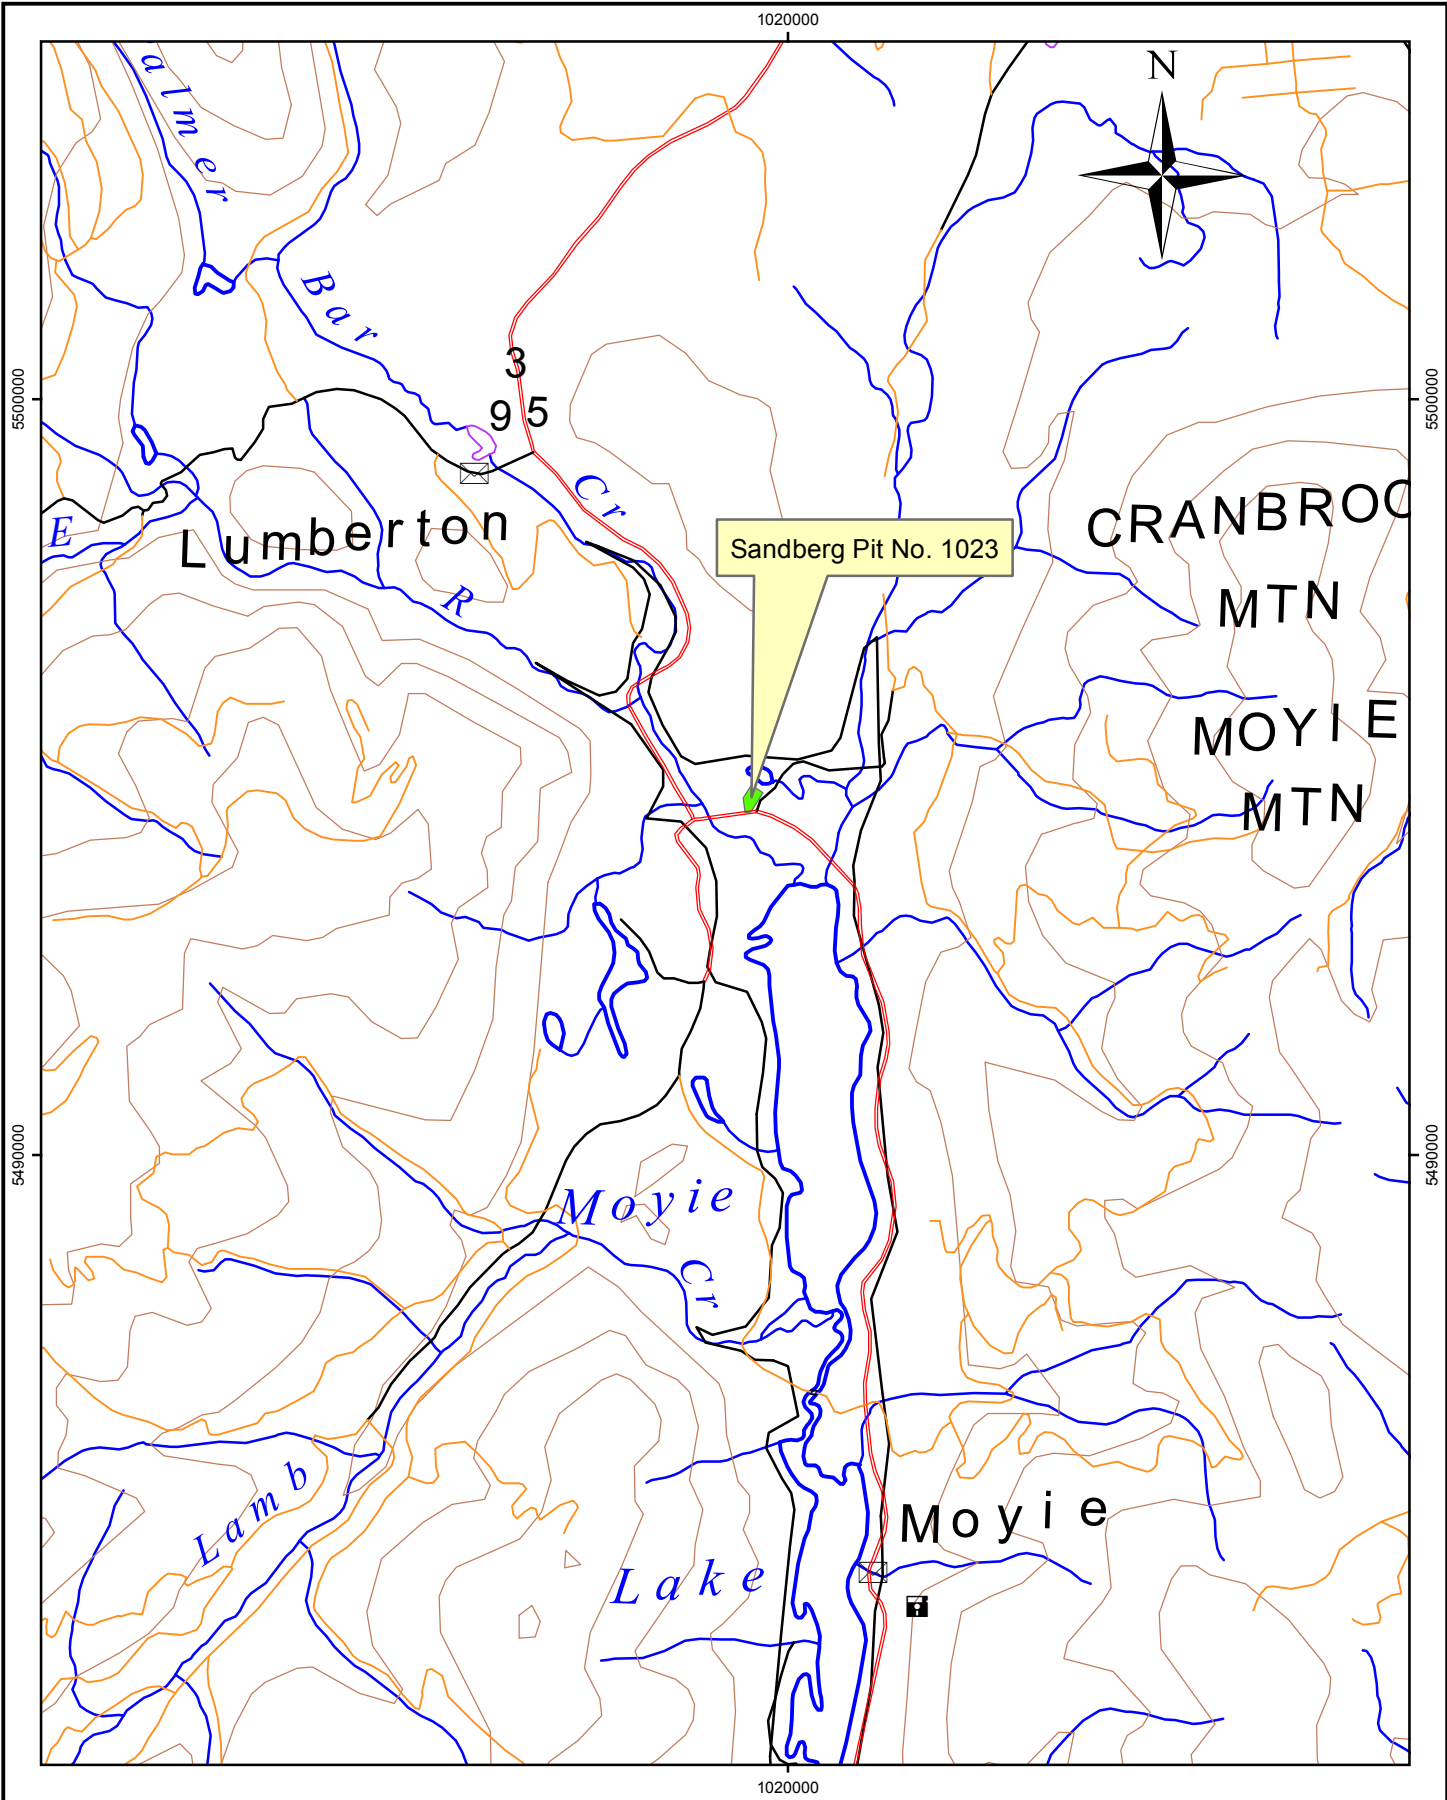 1020000
N
almer
Bar
3
95
5500000
5500000
Cr
CRANBROO
E
Lumberton
Sandberg Pit No. 1023
R
MTN
MOYIE
MTN
5490000
5490000
Moyie
Cr
Lamb
Moyie
Lake
1020000